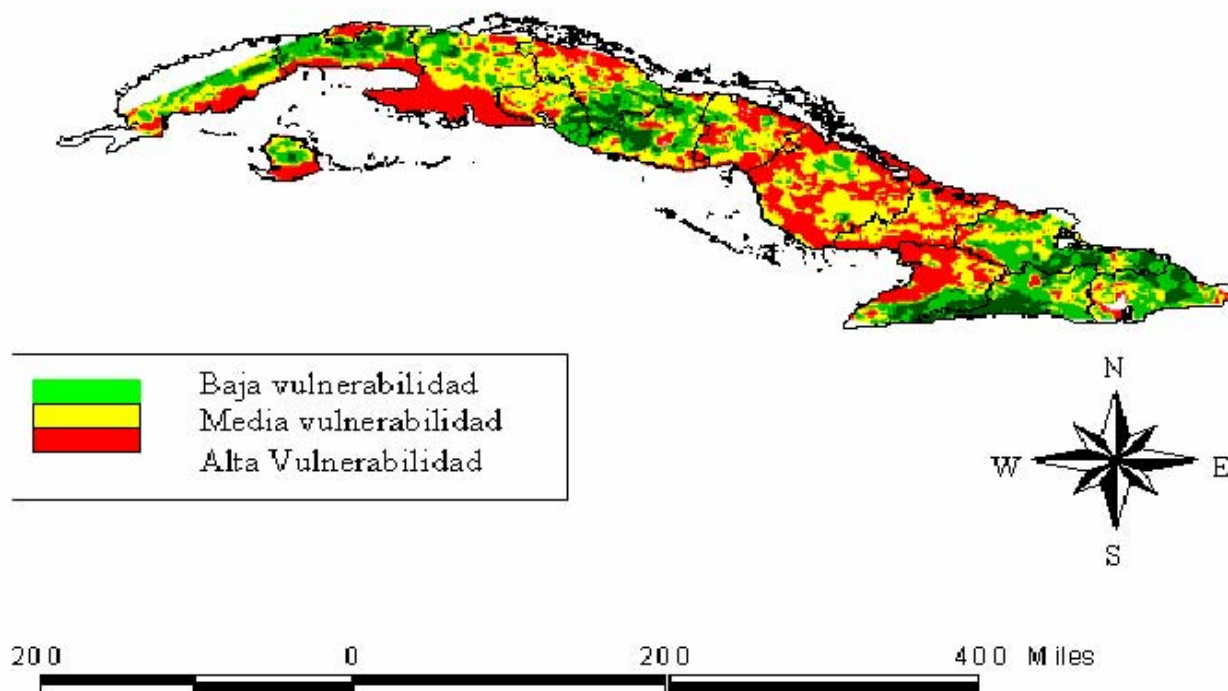 Baja vulnerabilidad
Media vulnerabilidad
Alta Vulnerabilidad
N
W E
S
200 0 200 400 Miles